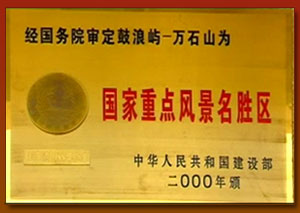 经国务院审定鼓浪屿-万石山为
国家重点风景名胜区
中华人民共和国建设部
二000年颁